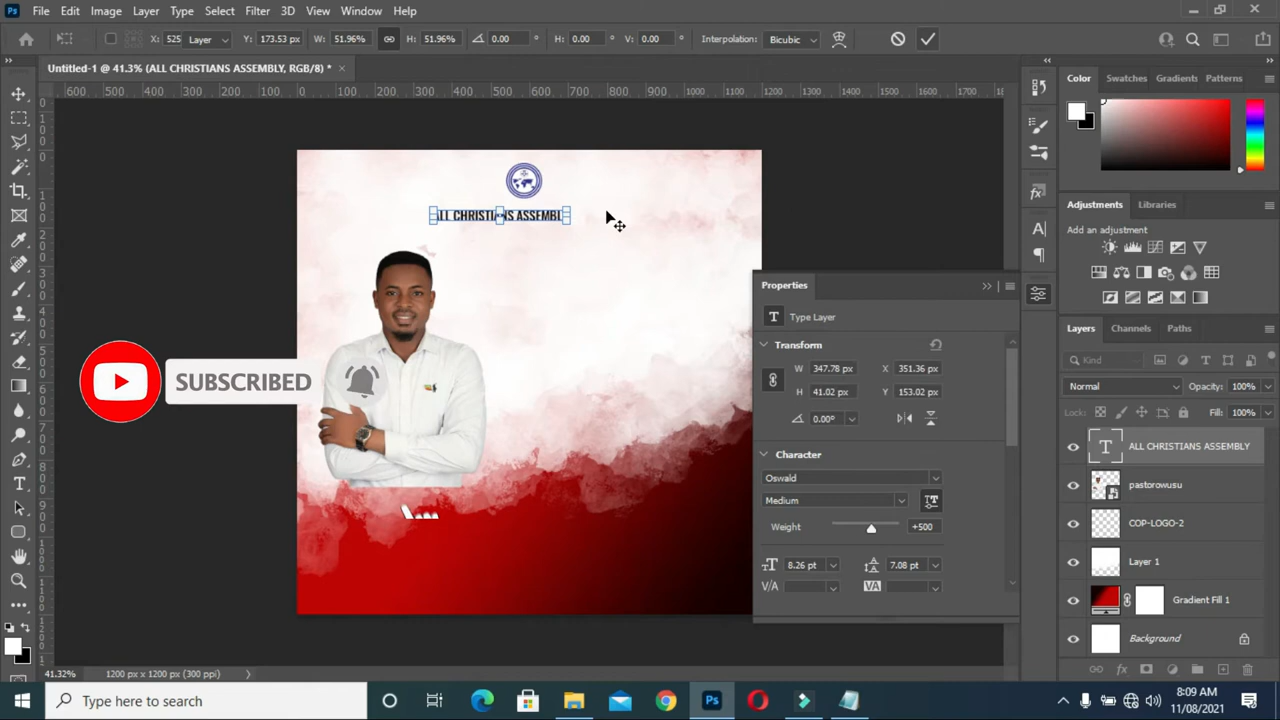 Ps File Edit Image Layer Type Select Filter 3D View Window Help
X: 525 Layer Y: 173.53 px W: 51.96% H: 51.96% 0.00 ° H: 0.00 ° V: 0.00 ° Interpolation: Bicubic
Untitled-1 @ 41.3% (ALL CHRISTIANS ASSEMBLY, RGB/8) * ×
600 500 400 300 200 100 0 100 200 300 400 500 600 700 800 900 1000 1100 1200 1300 1400 1500 1600 1700
ALL CHRISTIANS ASSEMBL
SUBSCRIBED
Color Swatches Gradients Patterns
Adjustments Libraries
Add an adjustment
Properties
T Type Layer
Transform
W 347.78 px X 351.36 px
H 41.02 px Y 153.02 px
0.00°
Character
Oswald
Medium
Weight +500
8.26 pt 7.08 pt
V/A VA
Layers Channels Paths
Kind
Normal Opacity: 100%
Lock: Fill: 100%
T ALL CHRISTIANS ASSEMBLY
pastorowusu
COP-LOGO-2
Layer 1
Gradient Fill 1
Background
41.32% 1200 px x 1200 px (300 ppi)
Type here to search
Ps
8:09 AM
11/08/2021